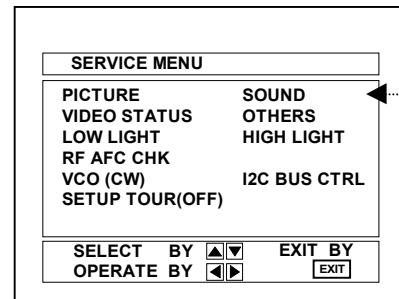 SERVICE MENU
PICTURE SOUND
VIDEO STATUS OTHERS
LOW LIGHT HIGH LIGHT
RF AFC CHK
VCO (CW) I2C BUS CTRL
SETUP TOUR(OFF)
SELECT BY ▲▼ EXIT BY
OPERATE BY ◀▶ EXIT